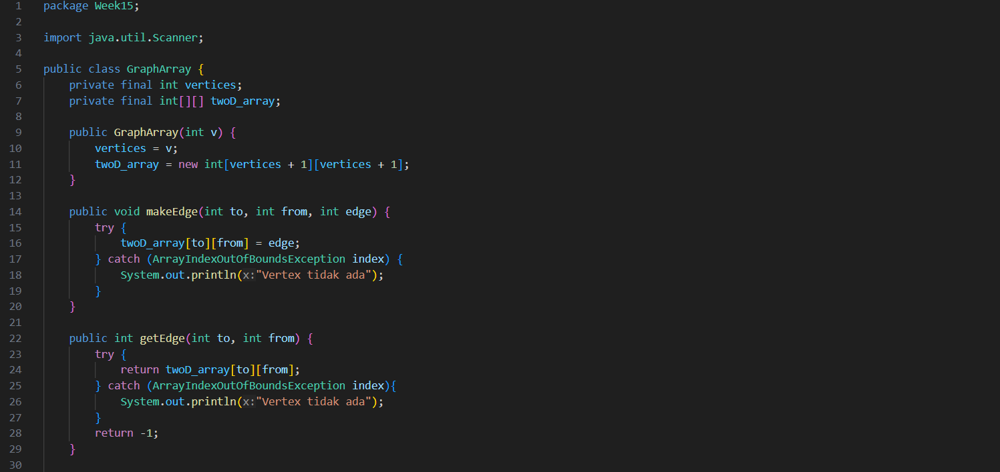 1 package Week15;
2
3 import java.util.Scanner;
4
5 public class GraphArray {
6     private final int vertices;
7     private final int[][] twoD_array;
8
9     public GraphArray(int v) {
10         vertices = v;
11         twoD_array = new int[vertices + 1][vertices + 1];
12     }
13
14     public void makeEdge(int to, int from, int edge) {
15         try {
16             twoD_array[to][from] = edge;
17         } catch (ArrayIndexOutOfBoundsException index) {
18             System.out.println(x:"Vertex tidak ada");
19         }
20     }
21
22     public int getEdge(int to, int from) {
23         try {
24             return twoD_array[to][from];
25         } catch (ArrayIndexOutOfBoundsException index){
26             System.out.println(x:"Vertex tidak ada");
27         }
28         return -1;
29     }
30